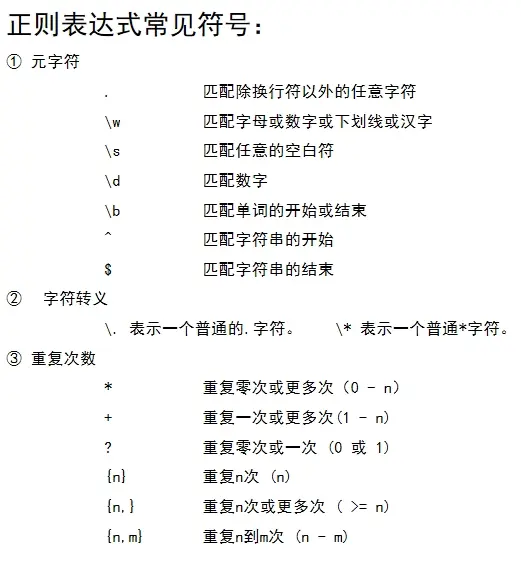 正则表达式常见符号：
① 元字符
. 匹配除换行符以外的任意字符
\w 匹配字母或数字或下划线或汉字
\s 匹配任意的空白符
\d 匹配数字
\b 匹配单词的开始或结束
^ 匹配字符串的开始
$ 匹配字符串的结束
② 字符转义
\. 表示一个普通的.字符。 \* 表示一个普通*字符。
③ 重复次数
* 重复零次或更多次（0 - n）
+ 重复一次或更多次(1 - n)
? 重复零次或一次 (0 或 1)
{n} 重复n次 (n)
{n,} 重复n次或更多次 ( >= n)
{n,m} 重复n到m次 (n - m)